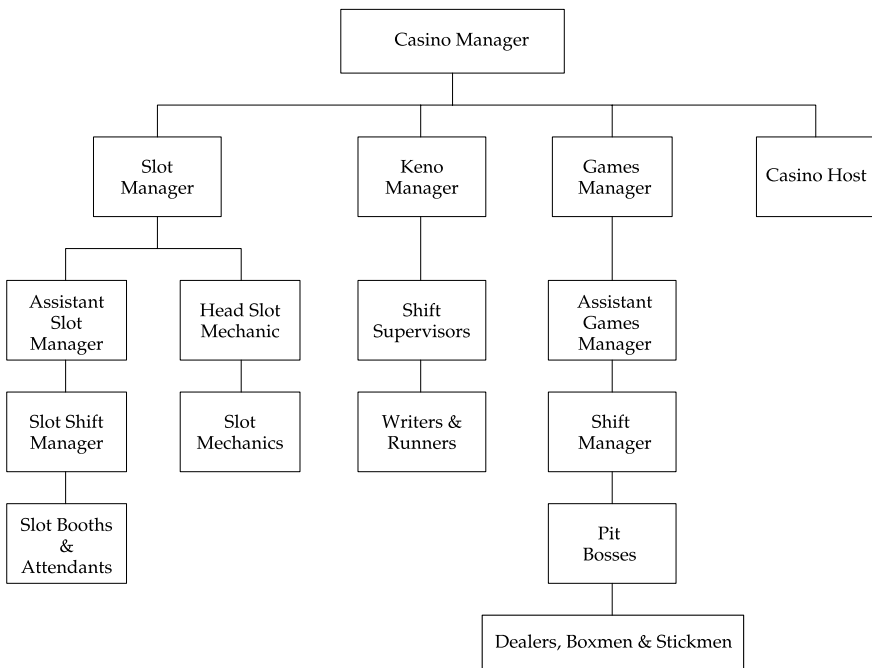 Casino Manager
Slot
Manager
Keno
Manager
Games
Manager
Casino Host
Assistant
Slot
Manager
Head Slot
Mechanic
Shift
Supervisors
Assistant
Games
Manager
Slot Shift
Manager
Slot
Mechanics
Writers &
Runners
Shift
Manager
Slot Booths
&
Attendants
Pit
Bosses
Dealers, Boxmen & Stickmen